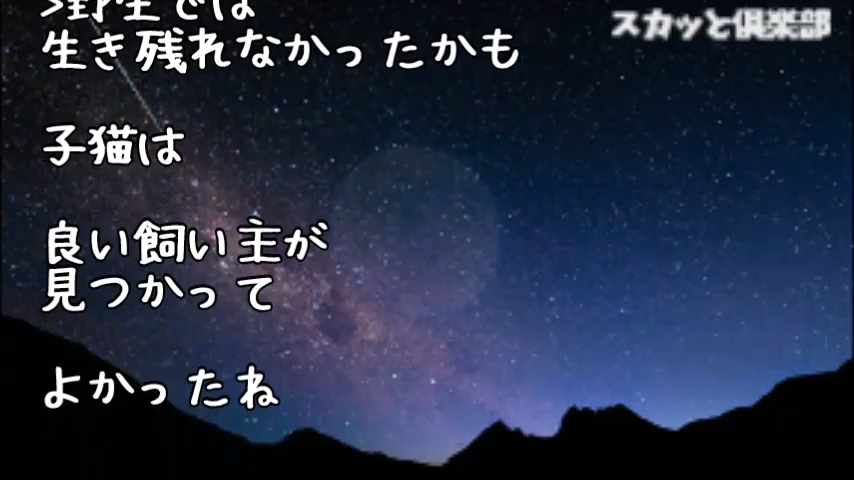 >野生では
スカッと倶楽部
生き残れなかったかも
子猫は
良い飼い主が
見つかって
よかったね